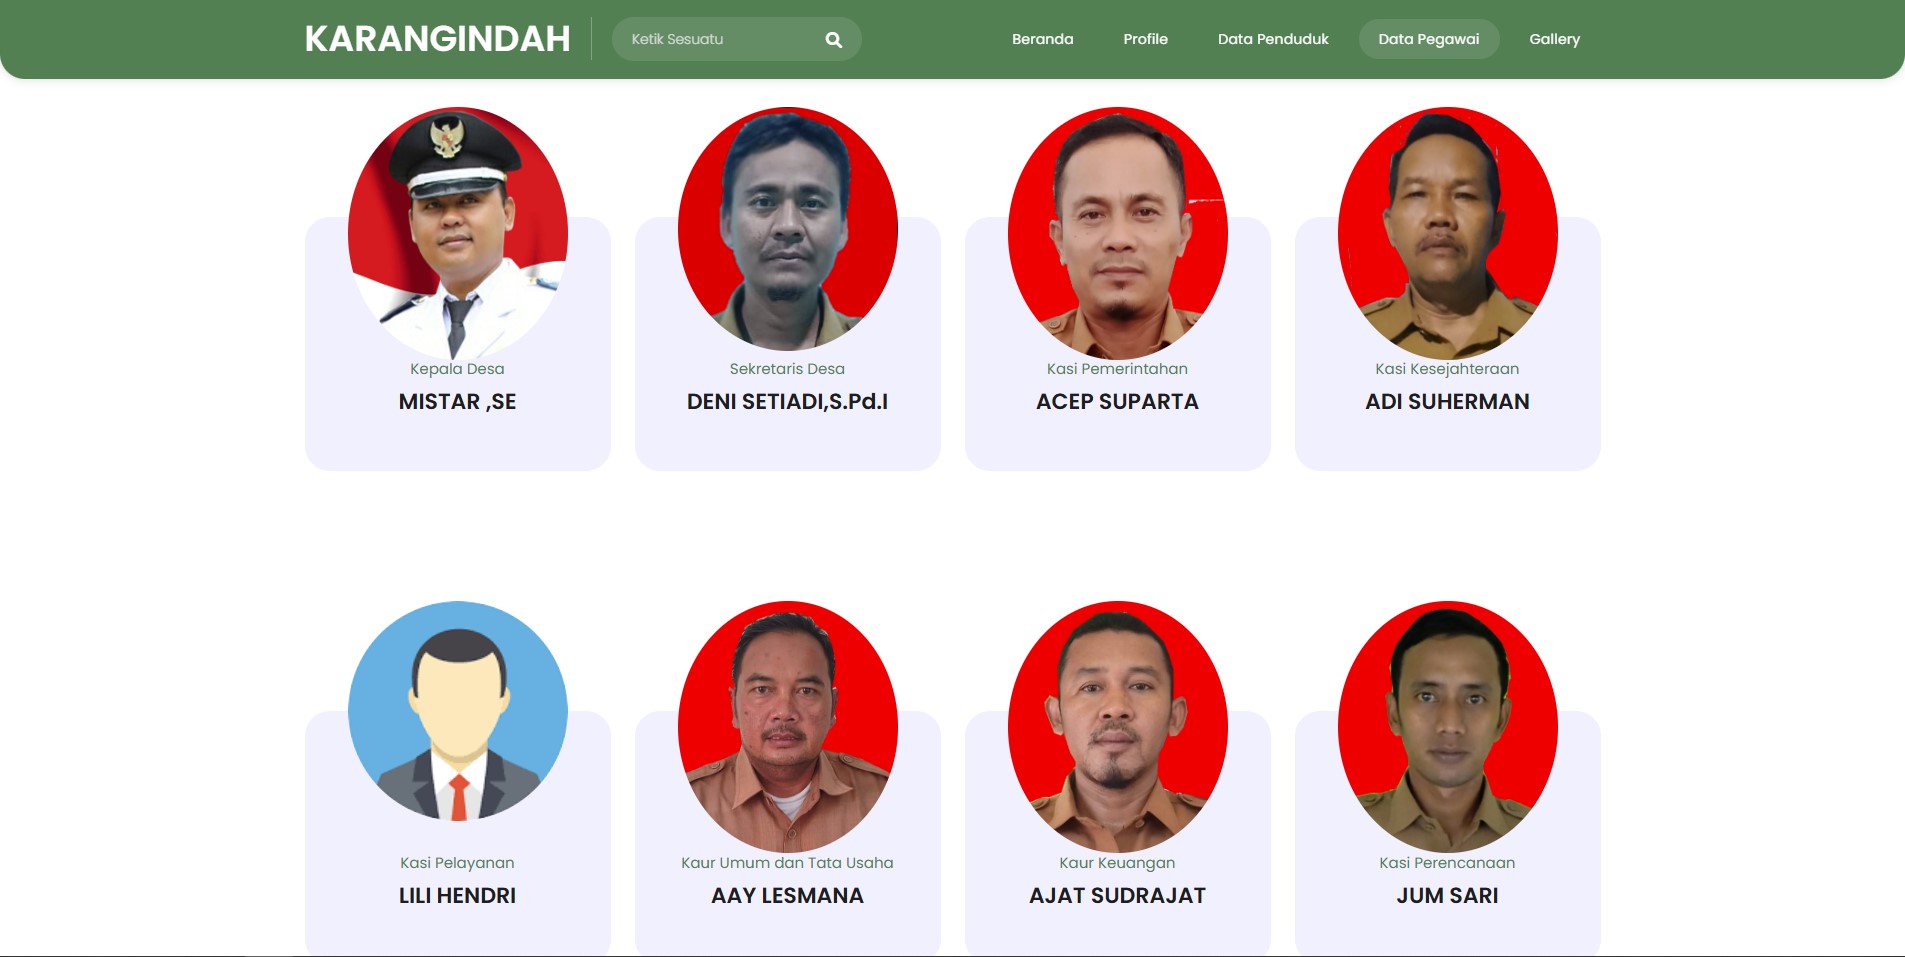 KARANGINDAH
Ketik Sesuatu
Beranda
Profile
Data Penduduk
Data Pegawai
Gallery
Kepala Desa
MISTAR ,SE
Sekretaris Desa
DENI SETIADI,S.Pd.I
Kasi Pemerintahan
ACEP SUPARTA
Kasi Kesejahteraan
ADI SUHERMAN
Kasi Pelayanan
LILI HENDRI
Kaur Umum dan Tata Usaha
AAY LESMANA
Kaur Keuangan
AJAT SUDRAJAT
Kasi Perencanaan
JUM SARI